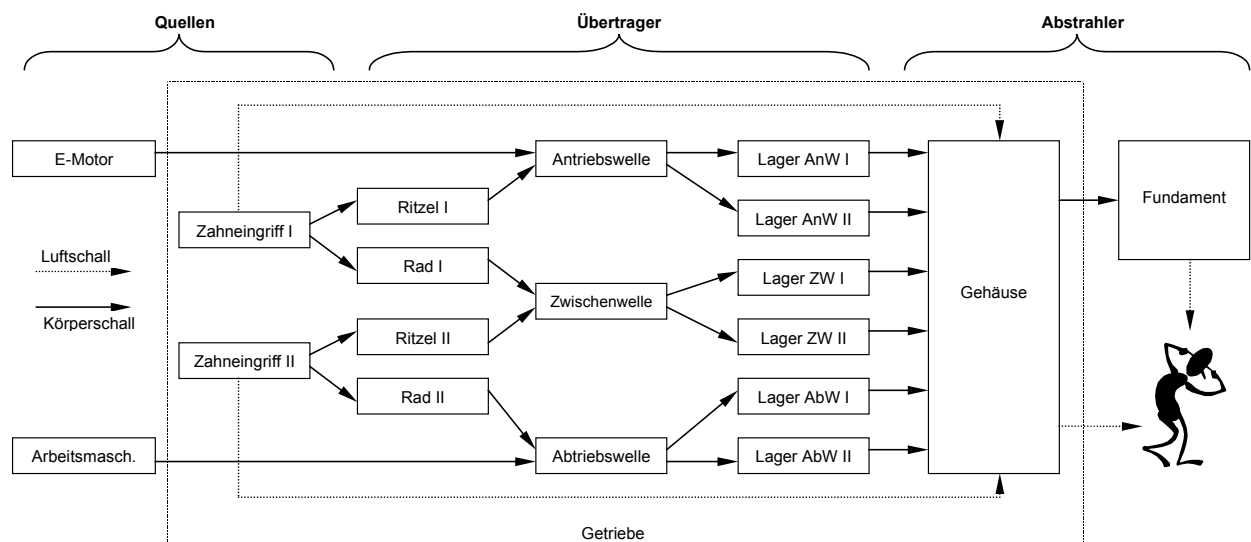 Quellen
Übertrager
Abstrahler
E-Motor
Antriebswelle
Lager AnW I
Ritzel I
Lager AnW II
Fundament
Zahneingriff I
Luftschall
Rad I
Lager ZW I
Zwischenwelle
Gehäuse
Körperschall
Ritzel II
Lager ZW II
Zahneingriff II
Rad II
Lager AbW I
Arbeitsmasch.
Abtriebswelle
Lager AbW II
Getriebe